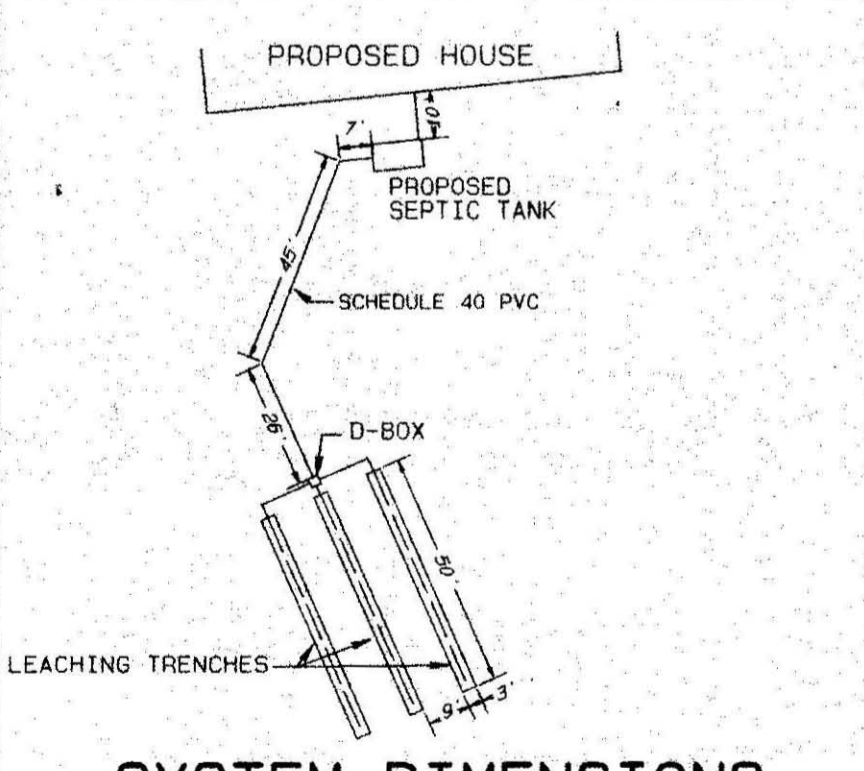 PROPOSED HOUSE
10'
7'
PROPOSED
SEPTIC TANK
45'
SCHEDULE 40 PVC
26'
D-BOX
50'
LEACHING TRENCHES
9'
3'
SYSTEM DIMENSIONS